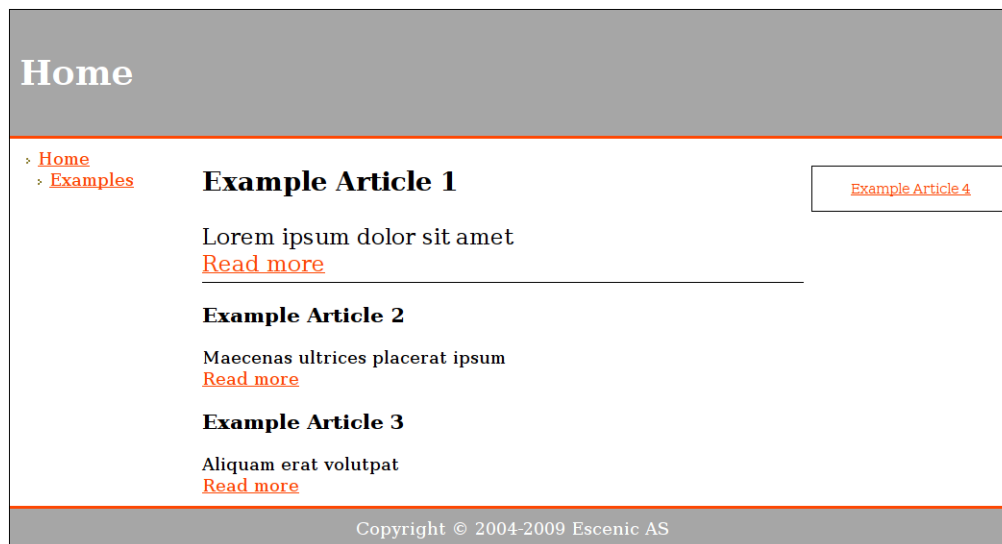 Home
Home
Examples
Example Article 1
Lorem ipsum dolor sit amet
Read more
Example Article 2
Maecenas ultrices placerat ipsum
Read more
Example Article 3
Aliquam erat volutpat
Read more
Example Article 4
Copyright © 2004-2009 Escenic AS